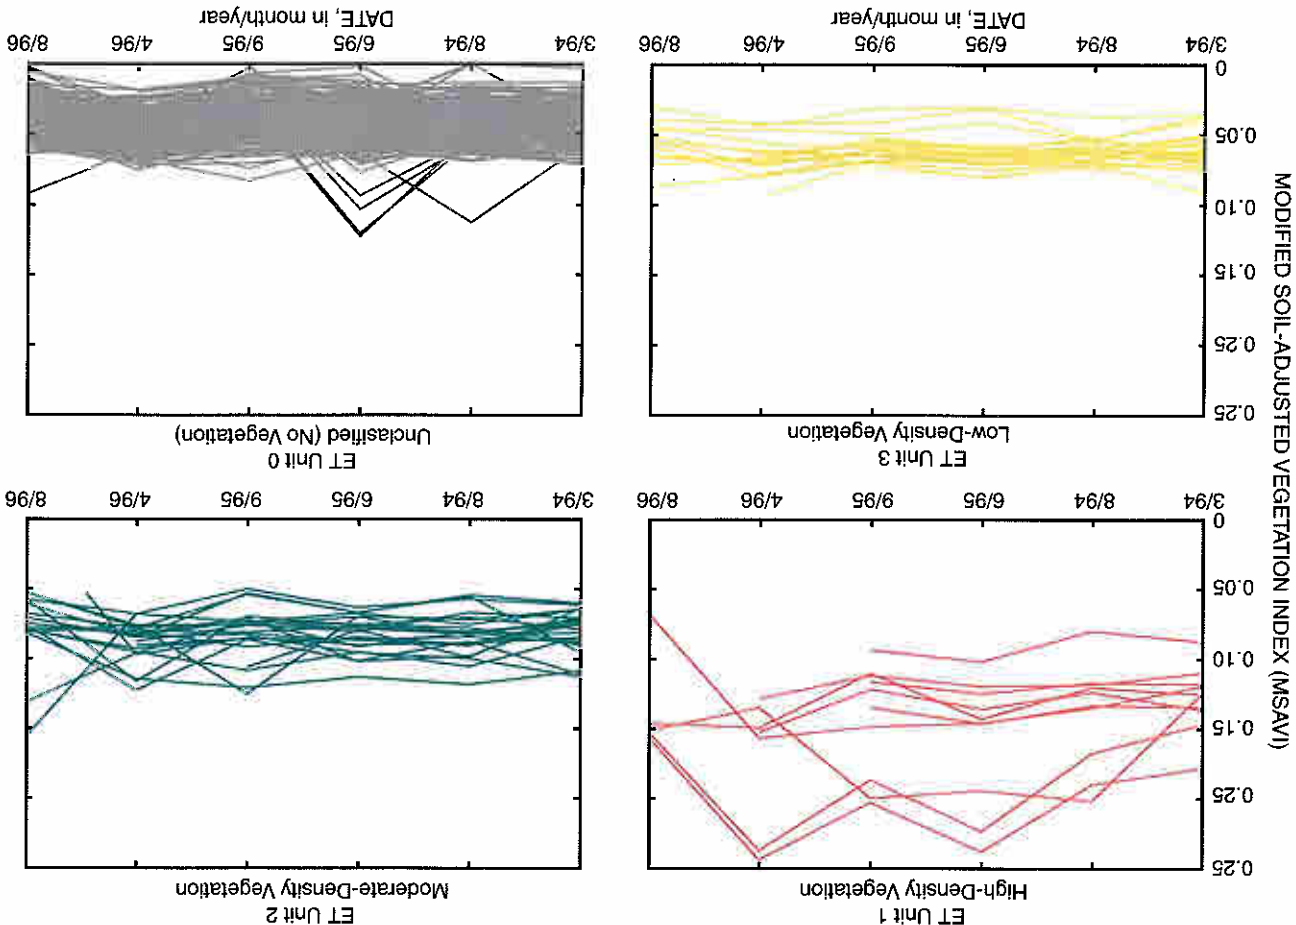 MODIFIED SOIL-ADJUSTED VEGETATION INDEX (MSAVI)
ET Unit 1
High-Density Vegetation
0.25
0.25
0.15
0.10
0.05
0
3/94 8/94 6/95 9/95 4/96 8/96
ET Unit 2
Moderate-Density Vegetation
3/94 8/94 6/95 9/95 4/96 8/96
ET Unit 3
Low-Density Vegetation
0.25
0.25
0.15
0.10
0.05
0
3/94 8/94 6/95 9/95 4/96 8/96
DATE, in month/year
ET Unit 0
Unclassified (No Vegetation)
3/94 8/94 6/95 9/95 4/96 8/96
DATE, in month/year